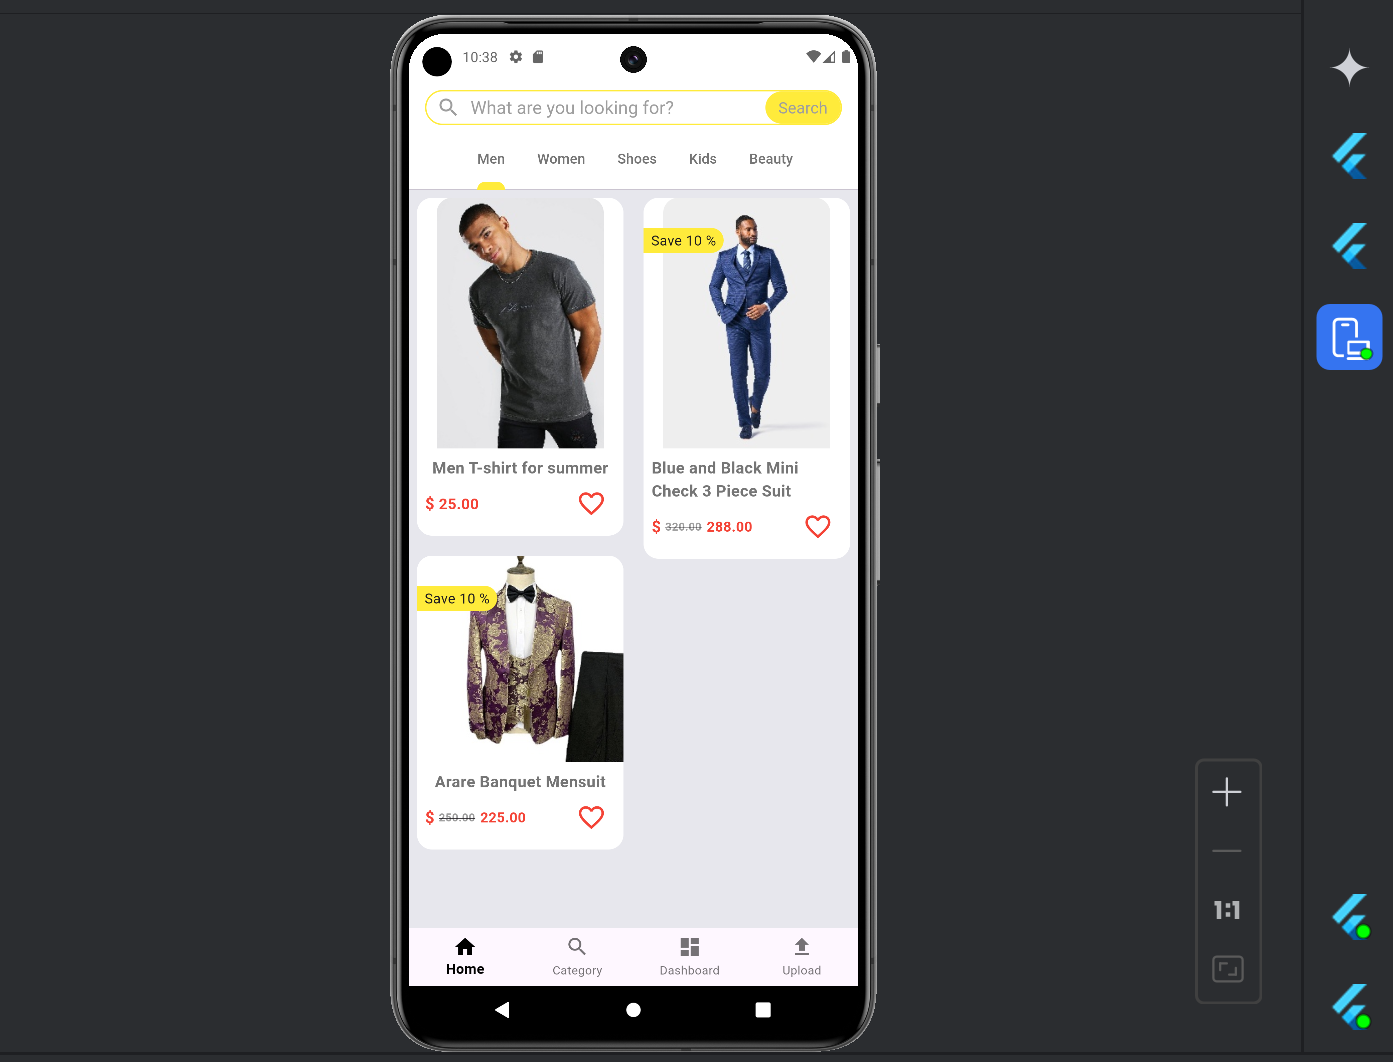 10:38
What are you looking for?
Search
Men Women Shoes Kids Beauty
Save 10 %
Men T-shirt for summer
$ 25.00
Blue and Black Mini
Check 3 Piece Suit
$ 320.00 288.00
Save 10 %
Arare Banquet Mensuit
$ 250.00 225.00
Home Category Dashboard Upload
1:1